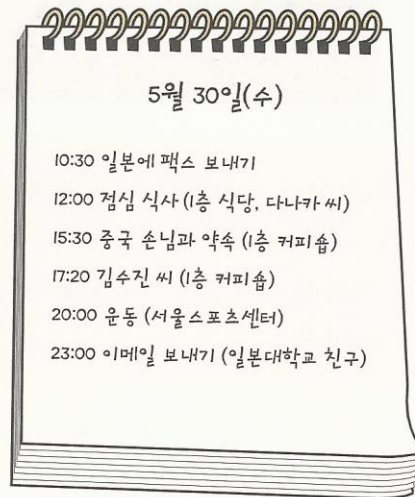 5월 30일(수)
10:30 일본에 팩스 보내기
12:00 점심 식사 (1층 식당, 다나카 씨)
15:30 중국 손님과 약속 (1층 커피숍)
17:20 김수진 씨 (1층 커피숍)
20:00 운동 (서울스포츠센터)
23:00 이메일 보내기 (일본대학교 친구)